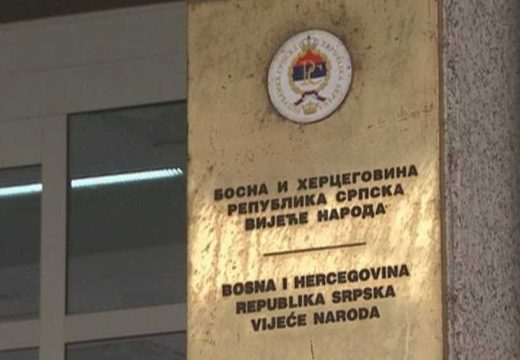 БОСНА И ХЕРЦЕГОВИНА
РЕПУБЛИКА СРПСКА
ВИЈЕЋЕ НАРОДА
BOSNA I HERCEGOVINA
REPUBLIKA SRPSKA
VIJEĆE NARODA